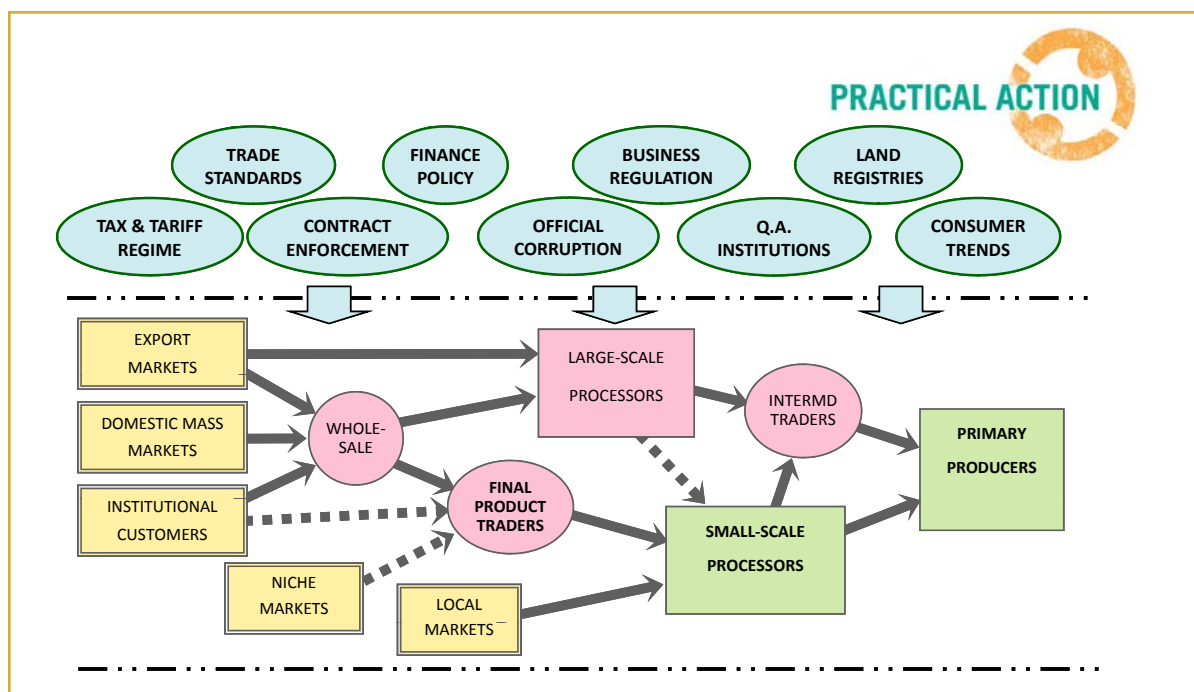 PRACTICAL ACTION
TRADE
STANDARDS
FINANCE
POLICY
BUSINESS
REGULATION
LAND
REGISTRIES
TAX & TARIFF
REGIME
CONTRACT
ENFORCEMENT
OFFICIAL
CORRUPTION
Q.A.
INSTITUTIONS
CONSUMER
TRENDS
EXPORT
MARKETS
LARGE-SCALE
PROCESSORS
INTERMD
TRADERS
DOMESTIC MASS
MARKETS
WHOLE-
SALE
PRIMARY
PRODUCERS
INSTITUTIONAL
CUSTOMERS
FINAL
PRODUCT
TRADERS
SMALL-SCALE
PROCESSORS
NICHE
MARKETS
LOCAL
MARKETS